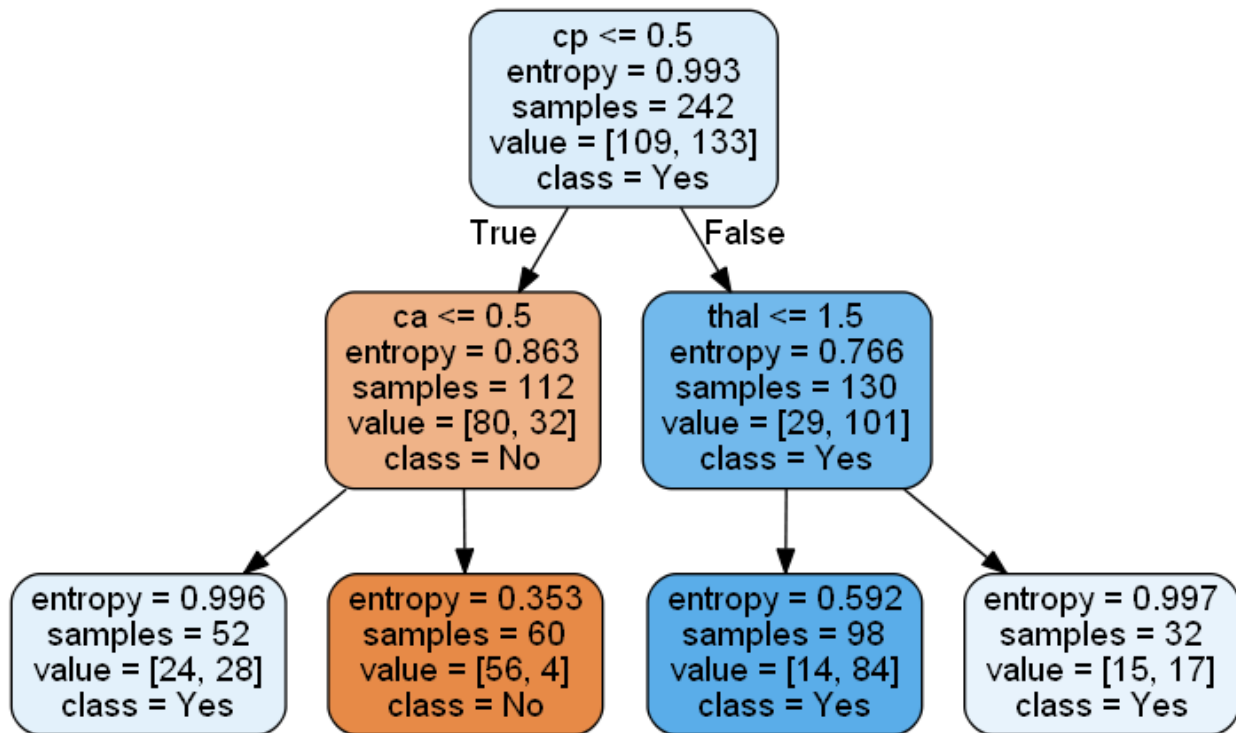 cp <= 0.5
entropy = 0.993
samples = 242
value = [109, 133]
class = Yes
True
False
ca <= 0.5
entropy = 0.863
samples = 112
value = [80, 32]
class = No
thal <= 1.5
entropy = 0.766
samples = 130
value = [29, 101]
class = Yes
entropy = 0.996
samples = 52
value = [24, 28]
class = Yes
entropy = 0.353
samples = 60
value = [56, 4]
class = No
entropy = 0.592
samples = 98
value = [14, 84]
class = Yes
entropy = 0.997
samples = 32
value = [15, 17]
class = Yes